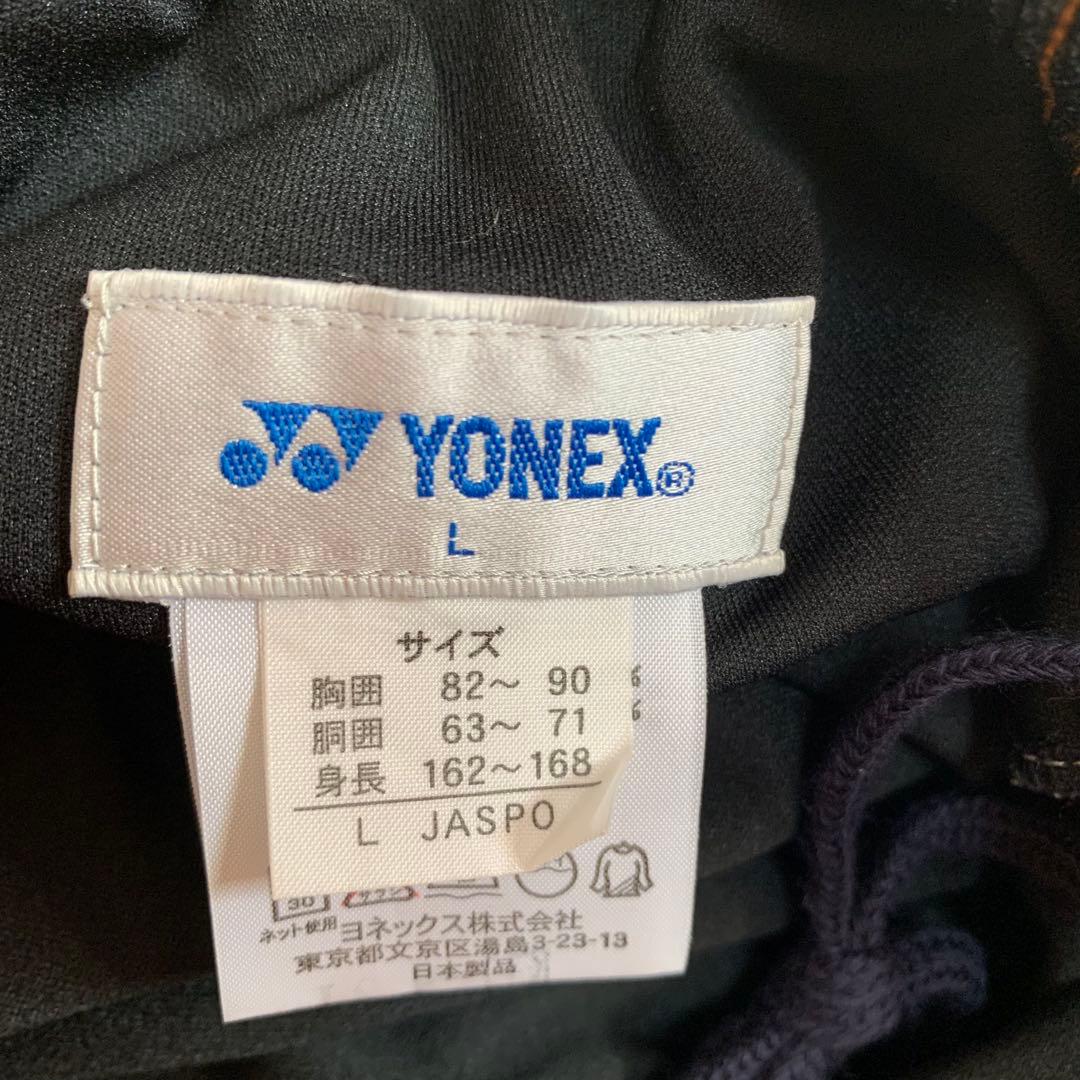 YONEX®
L
サイズ
胸囲 82～ 90
胴囲 63～ 71
身長 162～168
L JASPO
%
%
30
ネット使用
ヨネックス株式会社
東京都文京区湯島3-23-13
日本製品